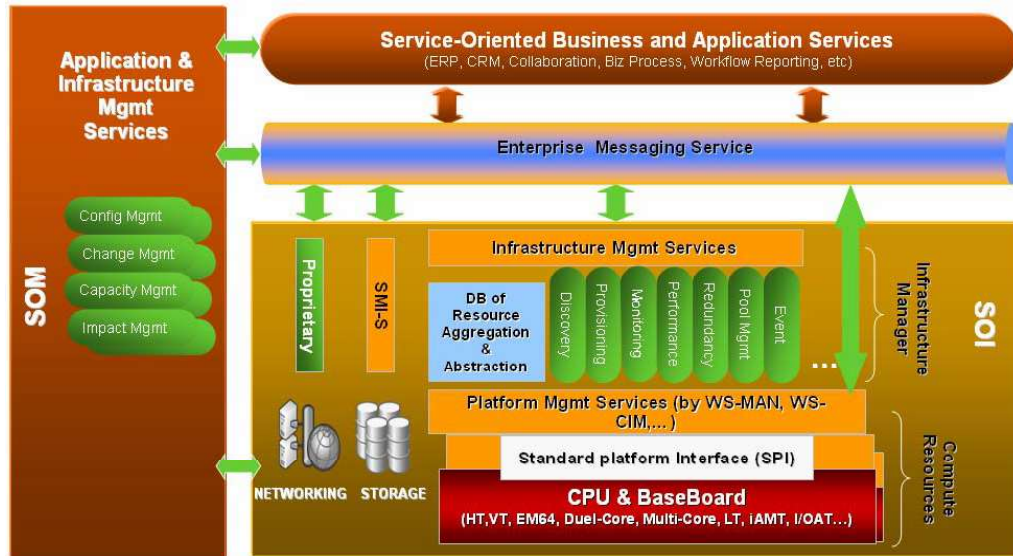 Application &
Infrastructure
Mgmt
Services
Config Mgmt
Change Mgmt
Capacity Mgmt
Impact Mgmt
SOM
Service-Oriented Business and Application Services
(ERP, CRM, Collaboration, Biz Process, Workflow Reporting, etc)
Enterprise Messaging Service
Proprietary
SMI-S
Infrastructure Mgmt Services
DB of
Resource
Aggregation
&
Abstraction
Discovery
Provisioning
Monitoring
Performance
Redundancy
Pool Mgmt
Event
...
Infrastructure
Manager
SOI
Platform Mgmt Services (by WS-MAN, WS-
CIM,... )
Standard platform Interface (SPI)
CPU & BaseBoard
(HT,VT, EM64, Duel-Core, Multi-Core, LT, iAMT, I/OAT...)
NETWORKING
STORAGE
Compute
Resources